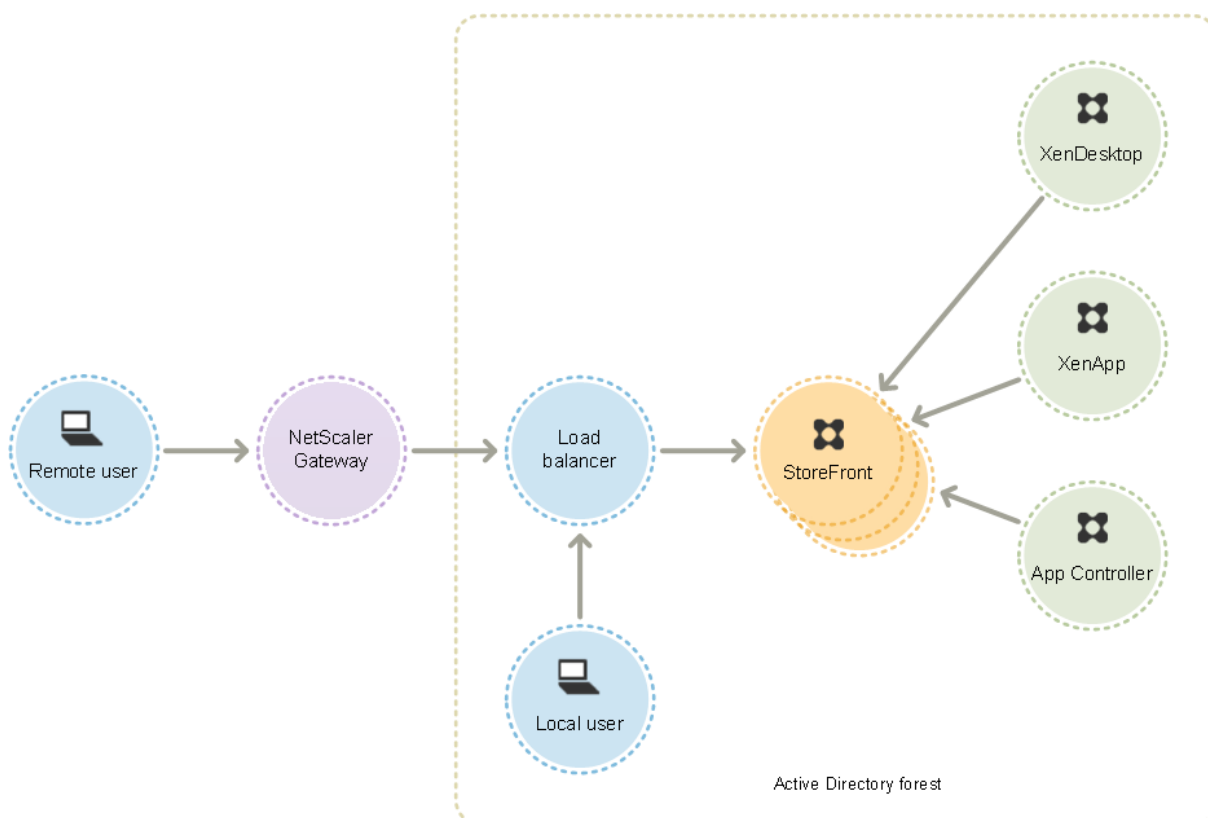 XenDesktop
XenApp
Remote user
NetScaler
Gateway
Load
balancer
StoreFront
App Controller
Local user
Active Directory forest